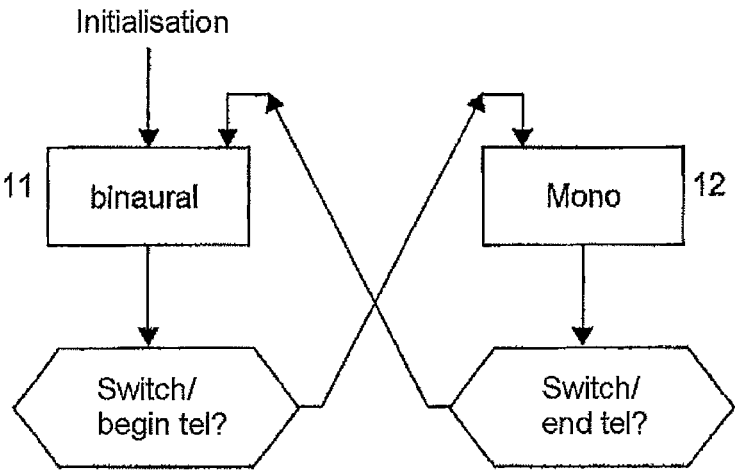 Initialisation
11
binaural
Mono
12
Switch/
begin tel?
Switch/
end tel?